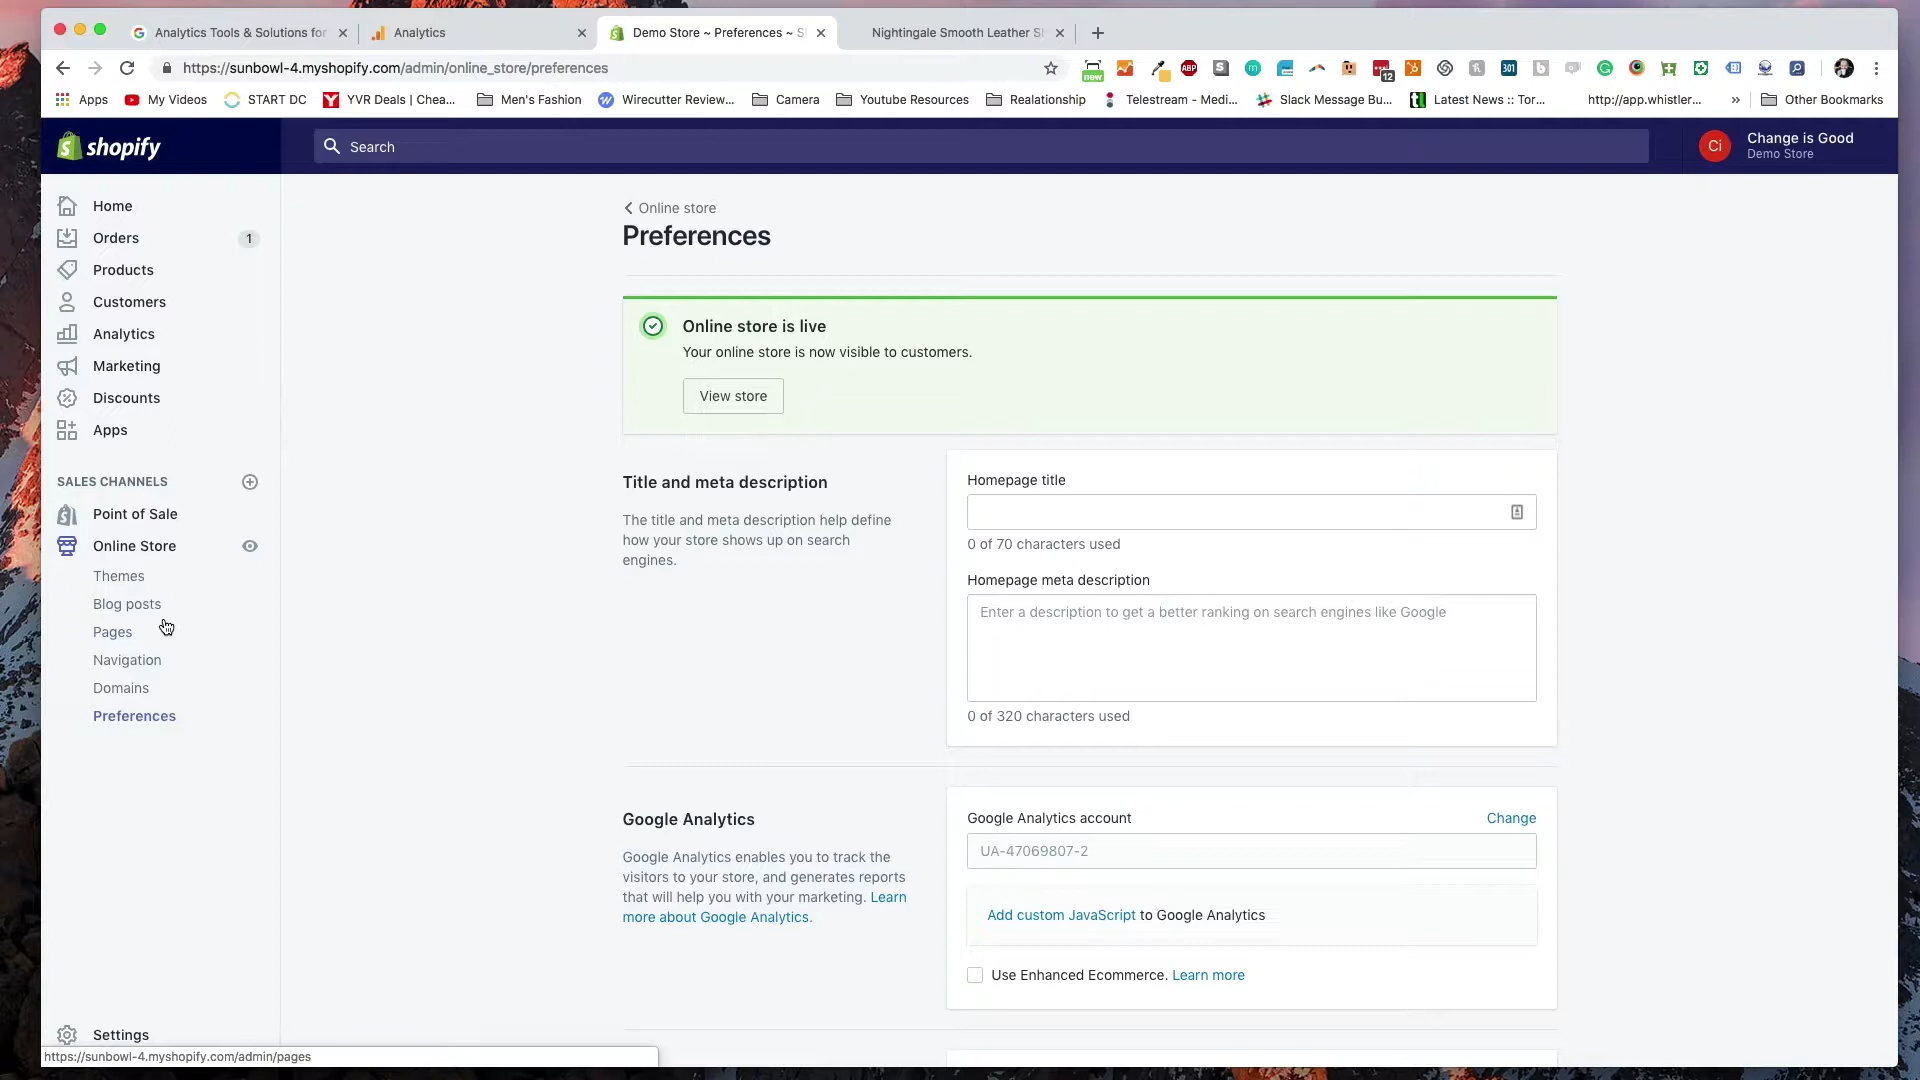 Analytics Tools & Solutions for
Analytics
Demo Store ~ Preferences ~ S
Nightingale Smooth Leather S
https://sunbowl-4.myshopify.com/admin/online_store/preferences
new
ABP
12
301
Apps
My Videos
START DC
YVR Deals | Chea...
Men's Fashion
Wirecutter Review...
Camera
Youtube Resources
Realationship
Telestream - Medi...
Slack Message Bu...
Latest News :: Tor...
http://app.whistler...
»
Other Bookmarks
shopify
Search
Ci
Change is Good
Demo Store
Home
Orders
1
Products
Customers
Analytics
Marketing
Discounts
Apps
SALES CHANNELS
Point of Sale
Online Store
Themes
Blog posts
Pages
Navigation
Domains
Preferences
Settings
https://sunbowl-4.myshopify.com/admin/pages
Online store
Preferences
Online store is live
Your online store is now visible to customers.
View store
Title and meta description
The title and meta description help define
how your store shows up on search
engines.
Homepage title
0 of 70 characters used
Homepage meta description
Enter a description to get a better ranking on search engines like Google
0 of 320 characters used
Google Analytics
Google Analytics enables you to track the
visitors to your store, and generates reports
that will help you with your marketing. Learn
more about Google Analytics.
Google Analytics account
Change
UA-47069807-2
Add custom JavaScript to Google Analytics
Use Enhanced Ecommerce. Learn more